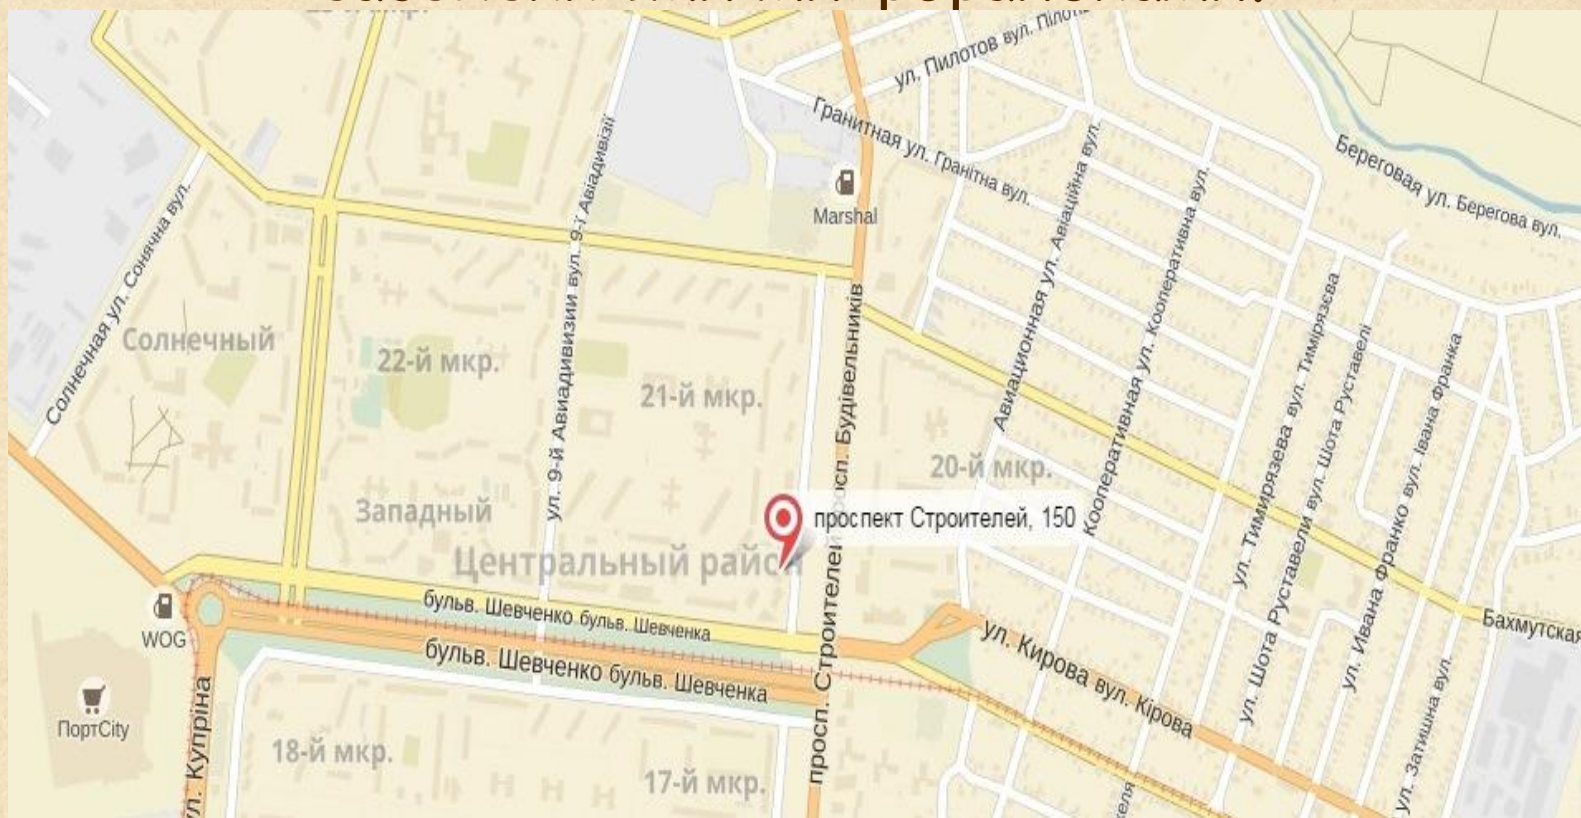 ул. Пилотов вул.
Гранитная ул. Гранітна вул.
Береговая ул. Берегова вул.
Marshal
Солнечная ул. Сонячна вул.
ул. 9-й Авиадивизии вул. 9-ї Авіадивізії
Авиационная ул. Авіаційна вул.
Кооперативная ул. Кооперативна вул.
Солнечный
22-й мкр.
21-й мкр.
20-й мкр.
Западный
проспект Строителей, 150
Центральный район
просп. Строителей просп. Будівельників
ул. Тимирязева вул. Тимірязєва
ул. Шота Руставели вул. Шота Руставелі
ул. Ивана Франко вул. Івана Франка
бульв. Шевченко бульв. Шевченка
бульв. Шевченко бульв. Шевченка
WOG
ул. Кирова вул. Кірова
Бахмутская
ПортCity
Купріна
18-й мкр.
17-й мкр.
ул. Затишна вул.